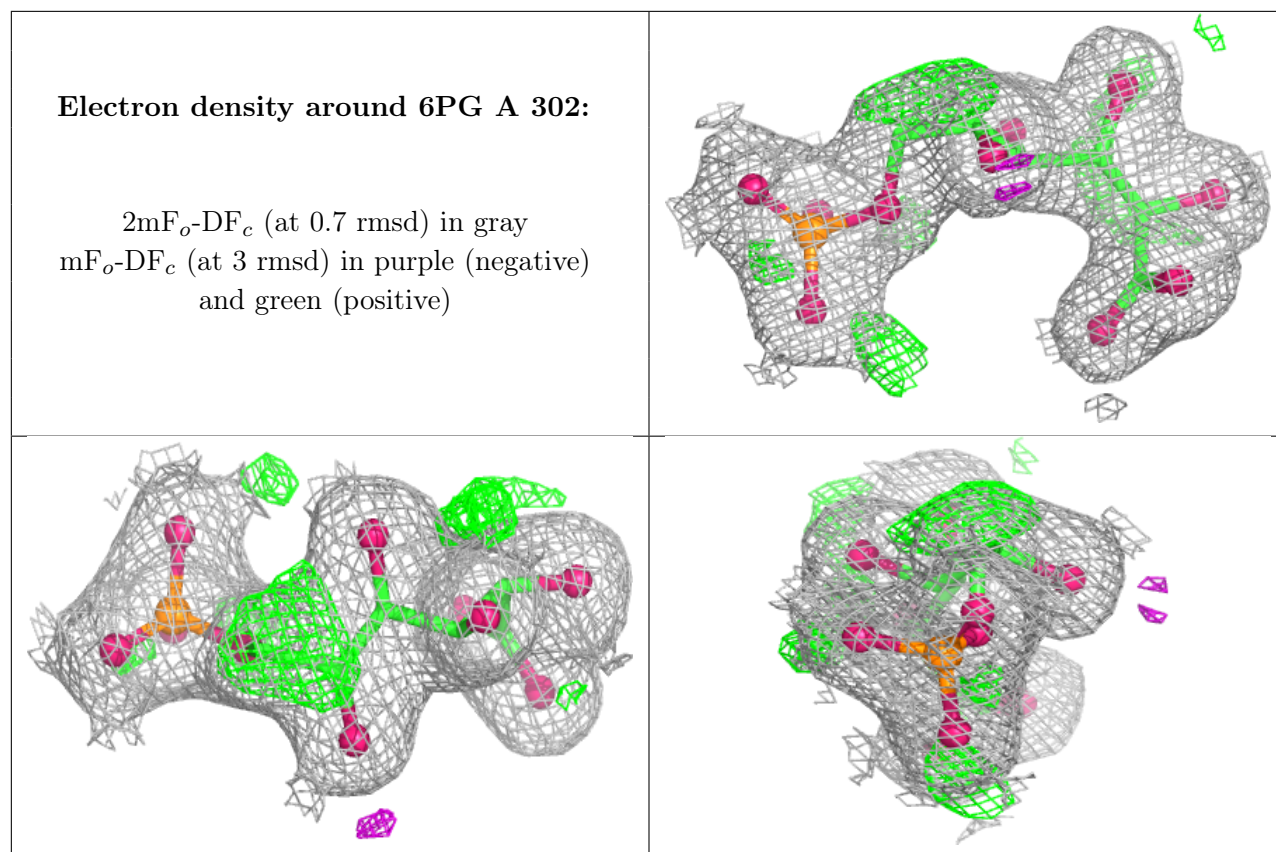 Electron density around 6PG A 302:
2mFo-DFc (at 0.7 rmsd) in gray
mFo-DFc (at 3 rmsd) in purple (negative)
and green (positive)